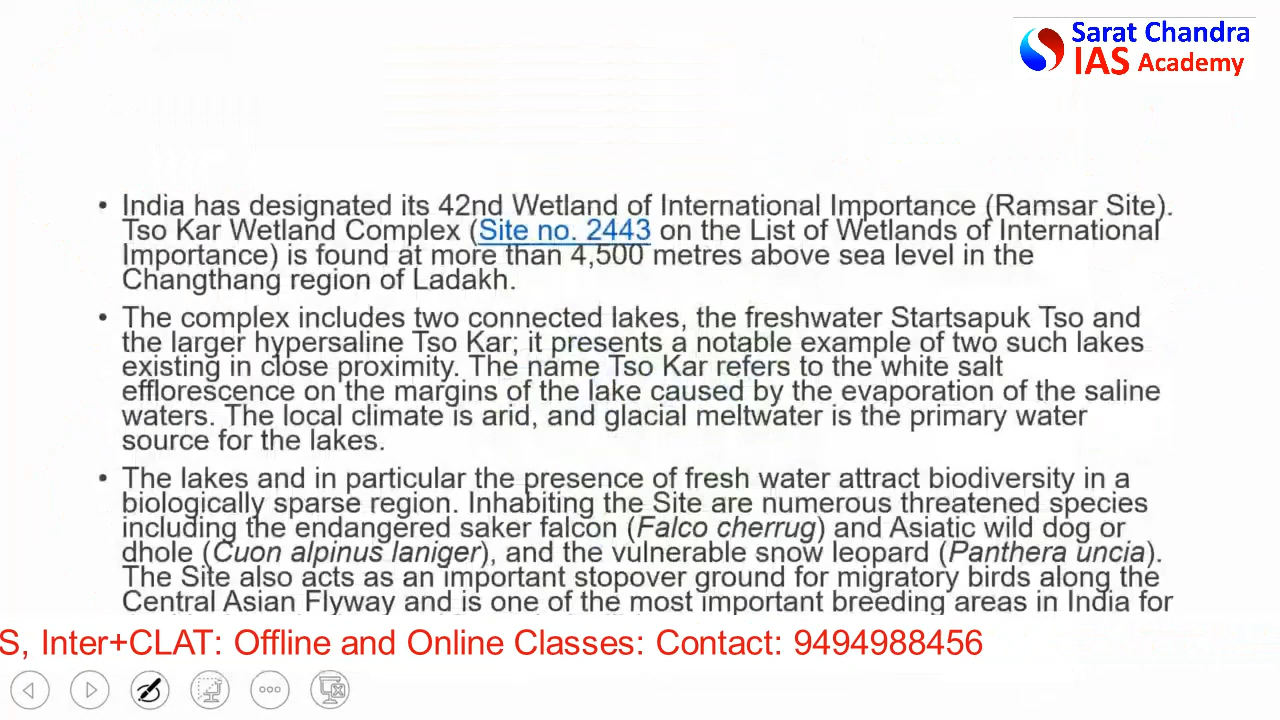 Sarat Chandra
IAS Academy
• India has designated its 42nd Wetland of International Importance (Ramsar Site).
Tso Kar Wetland Complex (Site no. 2443 on the List of Wetlands of International
Importance) is found at more than 4,500 metres above sea level in the
Changthang region of Ladakh.
• The complex includes two connected lakes, the freshwater Startsapuk Tso and
the larger hypersaline Tso Kar; it presents a notable example of two such lakes
existing in close proximity. The name Tso Kar refers to the white salt
efflorescence on the margins of the lake caused by the evaporation of the saline
waters. The local climate is arid, and glacial meltwater is the primary water
source for the lakes.
• The lakes and in particular the presence of fresh water attract biodiversity in a
biologically sparse region. Inhabiting the Site are numerous threatened species
including the endangered saker falcon (Falco cherrug) and Asiatic wild dog or
dhole (Cuon alpinus laniger), and the vulnerable snow leopard (Panthera uncia).
The Site also acts as an important stopover ground for migratory birds along the
Central Asian Flyway and is one of the most important breeding areas in India for
S, Inter+CLAT: Offline and Online Classes: Contact: 9494988456